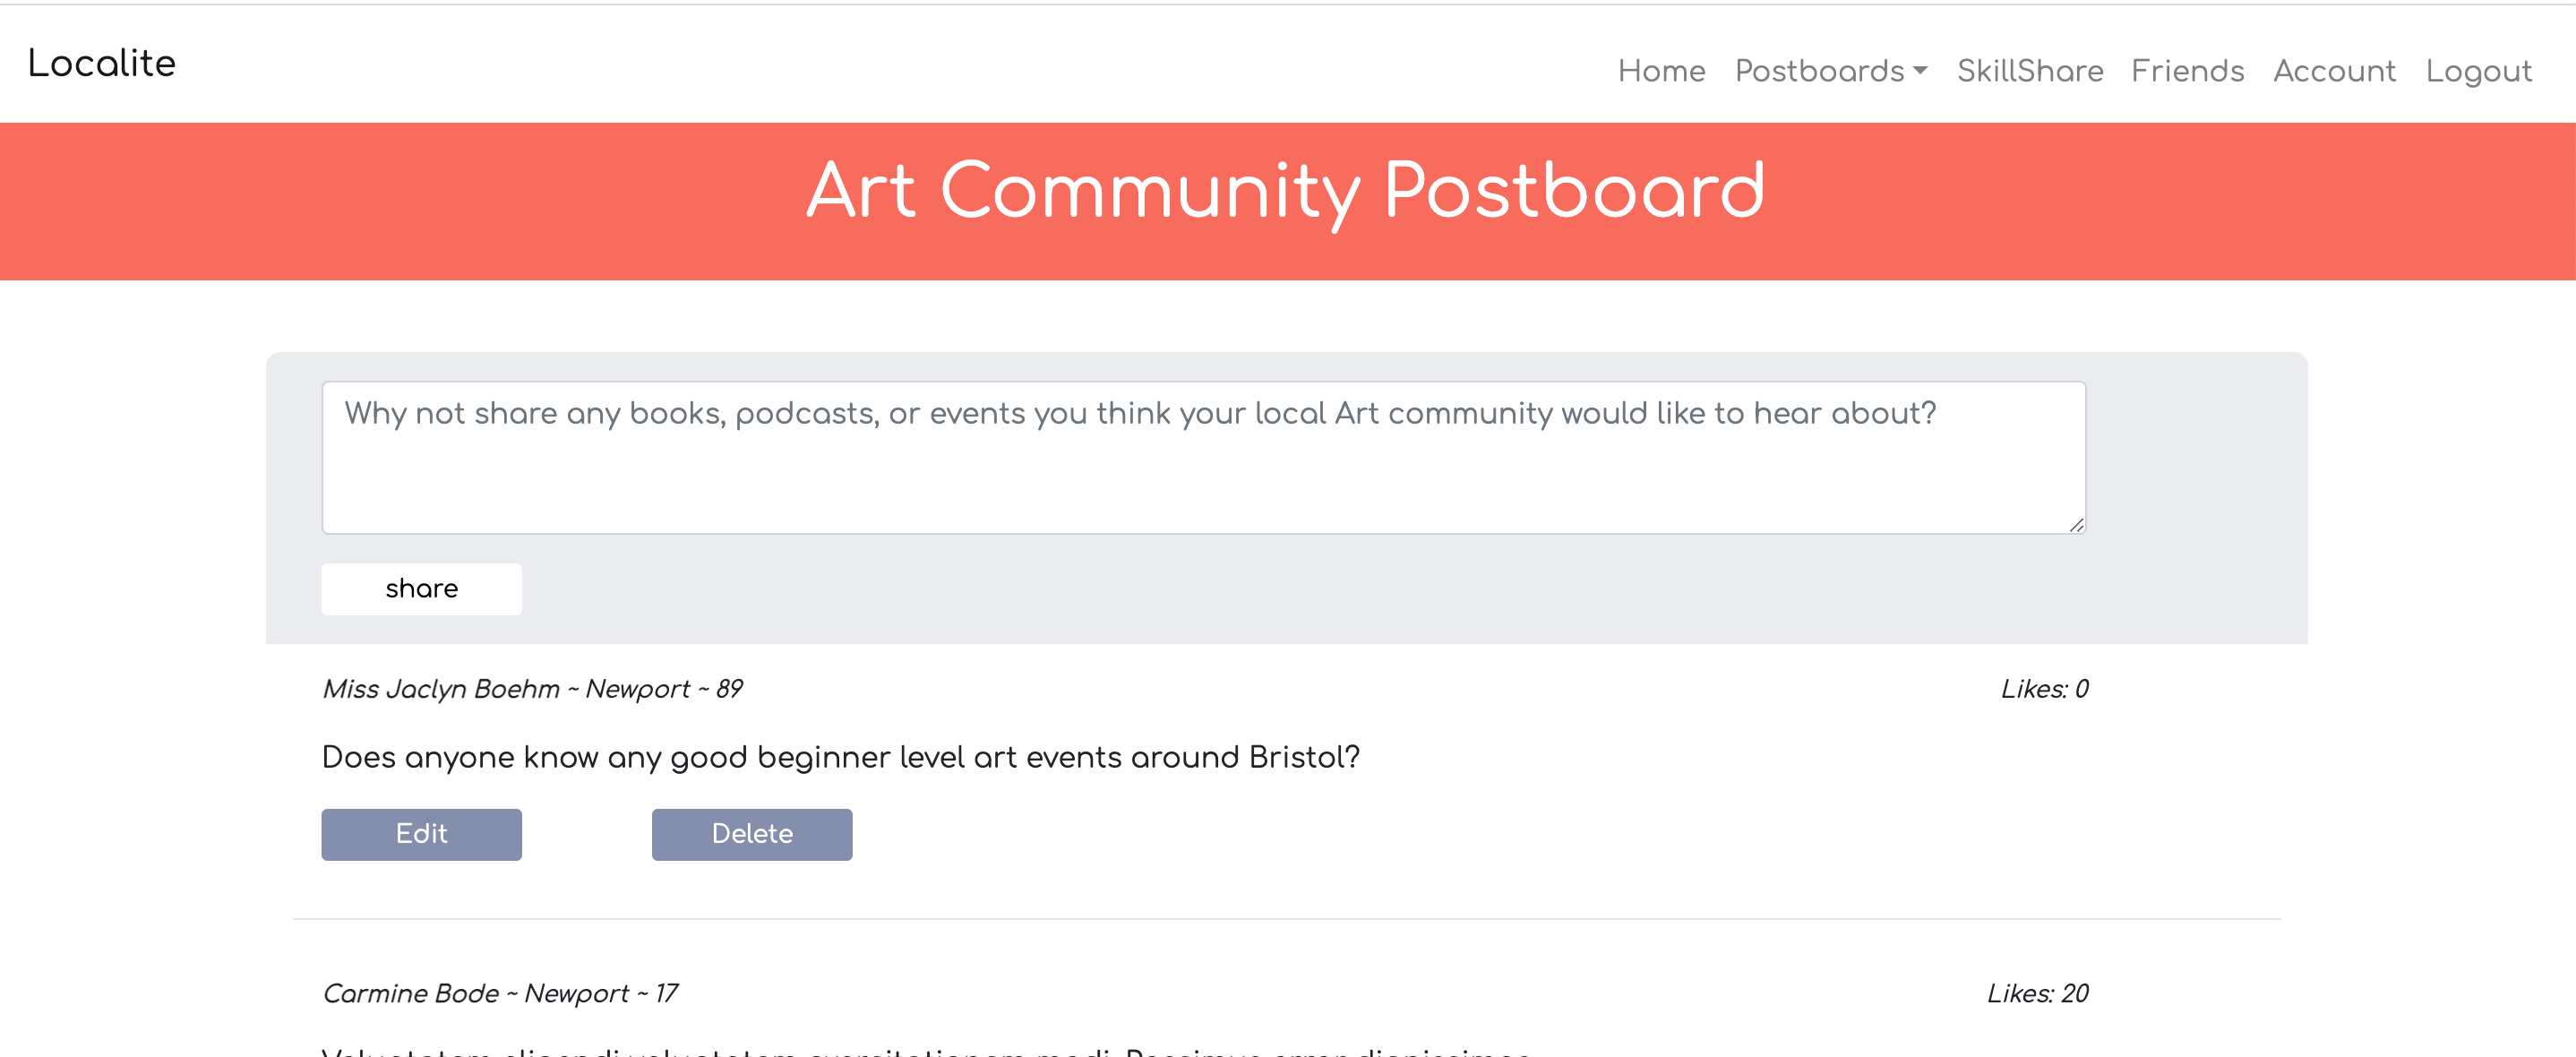 Localite
Home Postboards SkillShare Friends Account Logout
Art Community Postboard
Why not share any books, podcasts, or events you think your local Art community would like to hear about?
share
Miss Jaclyn Boehm ~ Newport ~ 89
Likes: 0
Does anyone know any good beginner level art events around Bristol?
Edit Delete
Carmine Bode ~ Newport ~ 17
Likes: 20